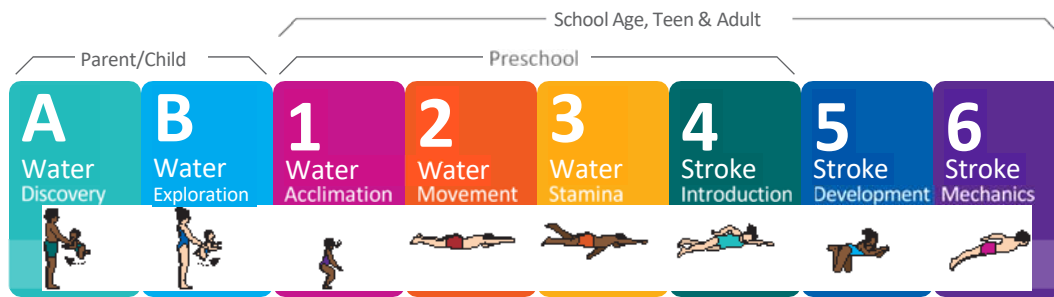 School Age, Teen & Adult
Parent/Child
Preschool
A
Water
Discovery
B
Water
Exploration
1
Water
Acclimation
2
Water
Movement
3
Water
Stamina
4
Stroke
Introduction
5
Stroke
Development
6
Stroke
Mechanics